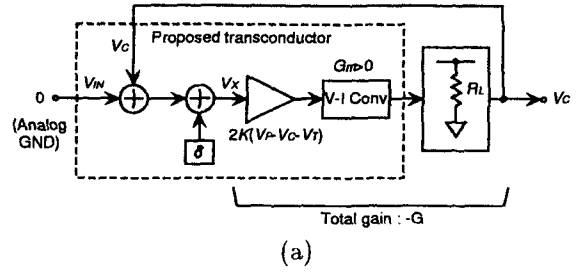 Proposed transconductor
VC
VIN
0
(Analog
GND)
VX
Gm>0
V-I Conv
RL
VC
δ
2K(VP-VC-VT)
Total gain : -G
(a)